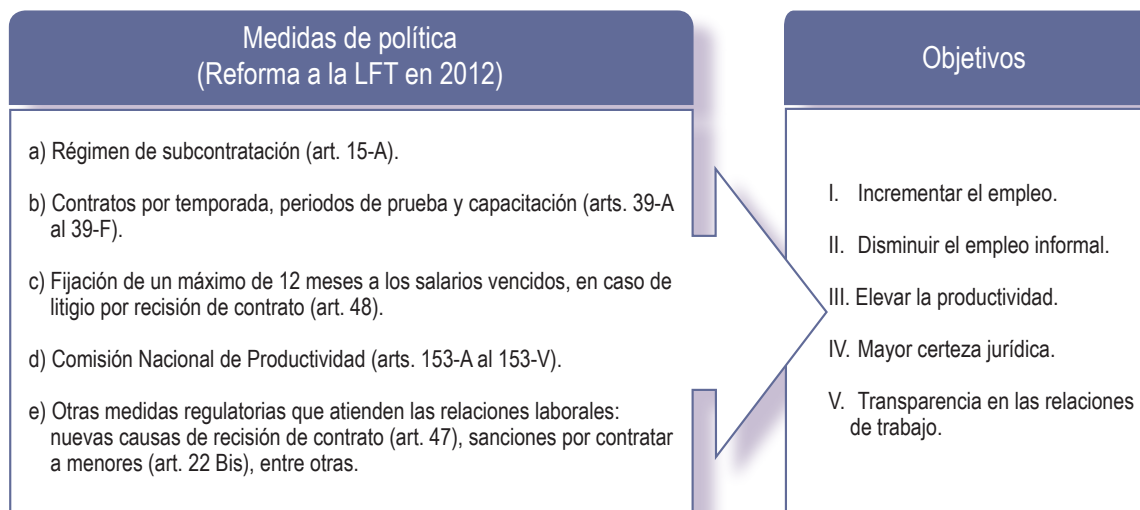 Medidas de política
(Reforma a la LFT en 2012)
a) Régimen de subcontratación (art. 15-A).
b) Contratos por temporada, periodos de prueba y capacitación (arts. 39-A
al 39-F).
c) Fijación de un máximo de 12 meses a los salarios vencidos, en caso de
litigio por recisión de contrato (art. 48).
d) Comisión Nacional de Productividad (arts. 153-A al 153-V).
e) Otras medidas regulatorias que atienden las relaciones laborales:
nuevas causas de recisión de contrato (art. 47), sanciones por contratar
a menores (art. 22 Bis), entre otras.
Objetivos
I. Incrementar el empleo.
II. Disminuir el empleo informal.
III. Elevar la productividad.
IV. Mayor certeza jurídica.
V. Transparencia en las relaciones
de trabajo.